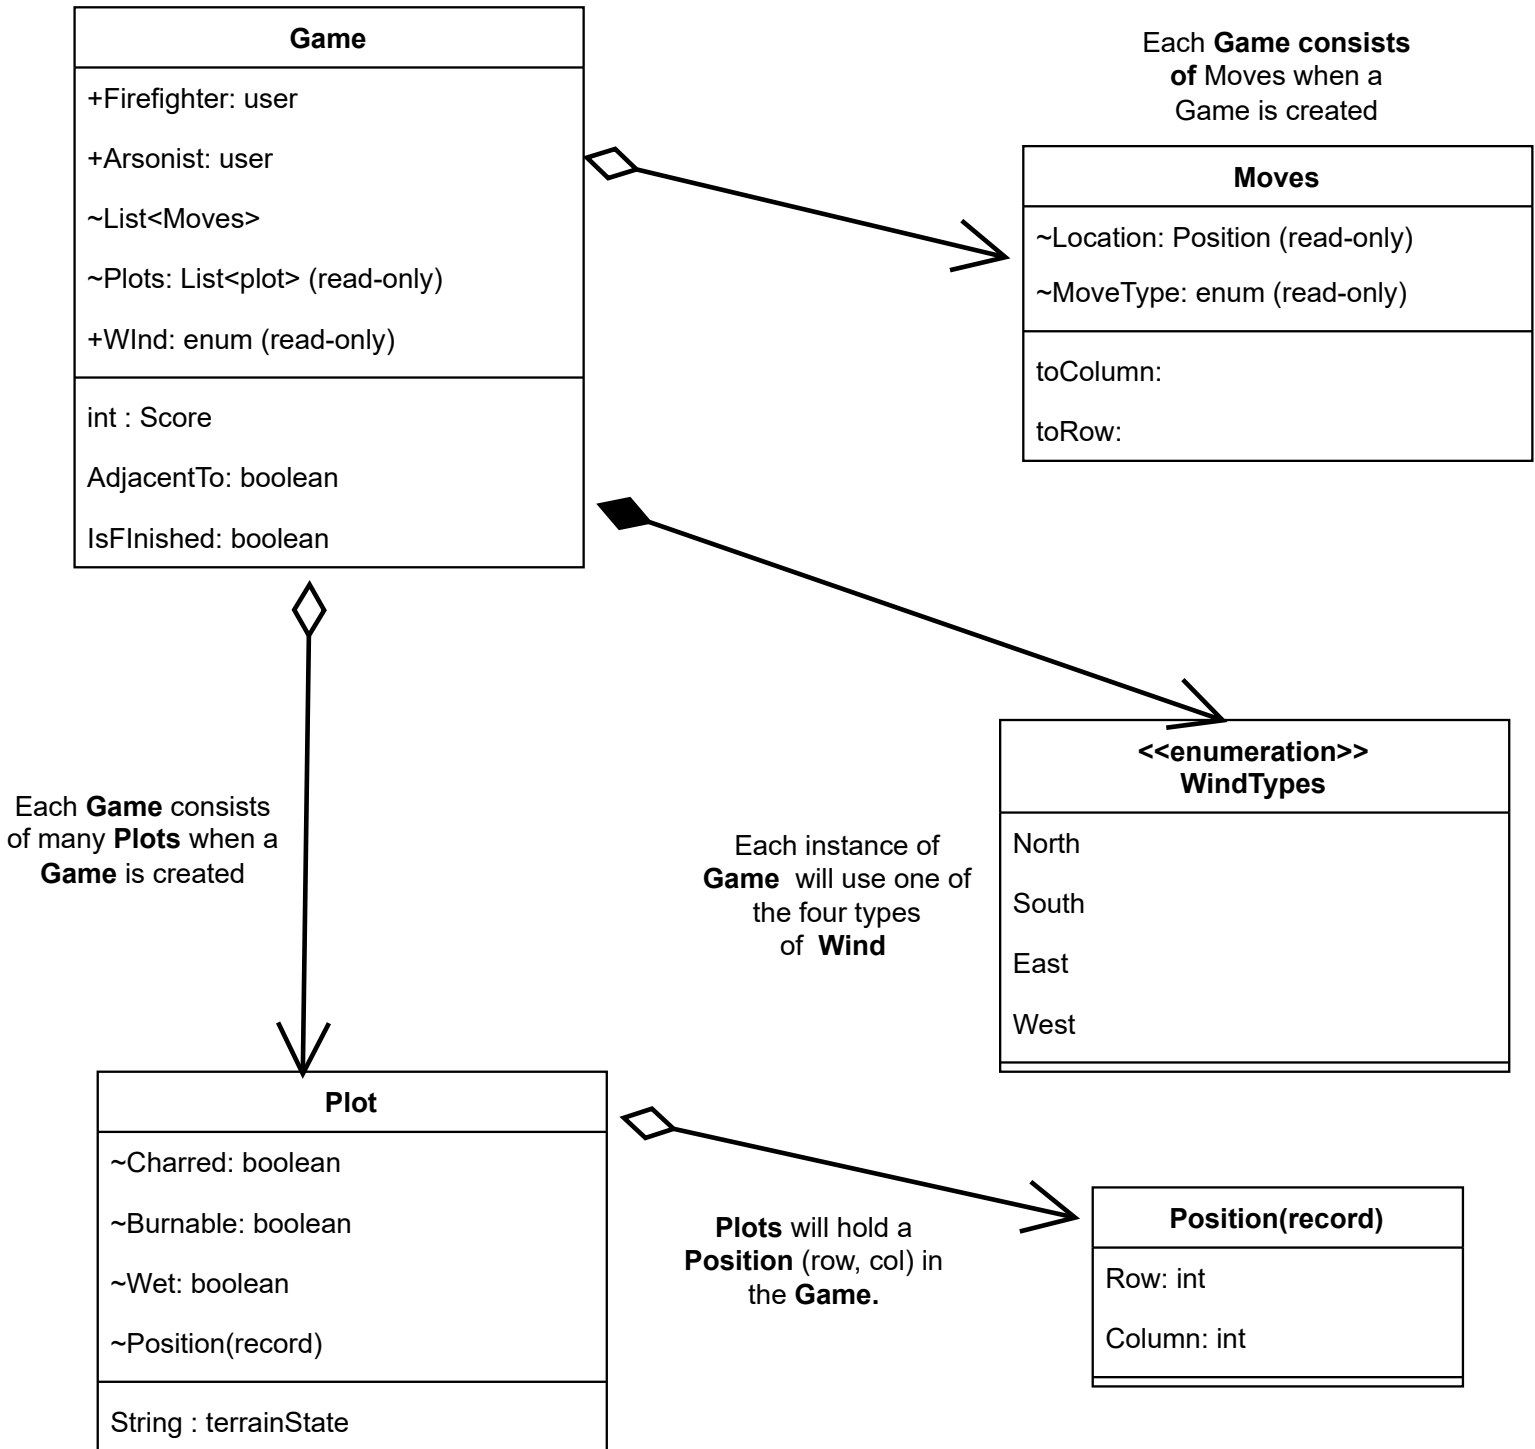 Game
+Firefighter: user
+Arsonist: user
~List<Moves>
~Plots: List<plot> (read-only)
+WInd: enum (read-only)
int : Score
AdjacentTo: boolean
IsFInished: boolean
Each Game consists
of Moves when a
Game is created
Moves
~Location: Position (read-only)
~MoveType: enum (read-only)
toColumn:
toRow:
<<enumeration>>
WindTypes
North
South
East
West
Each instance of
Game  will use one of
the four types
of  Wind
Each Game consists
of many Plots when a
Game is created
Plot
~Charred: boolean
~Burnable: boolean
~Wet: boolean
~Position(record)
String : terrainState
Plots will hold a
Position (row, col) in
the Game.
Position(record)
Row: int
Column: int